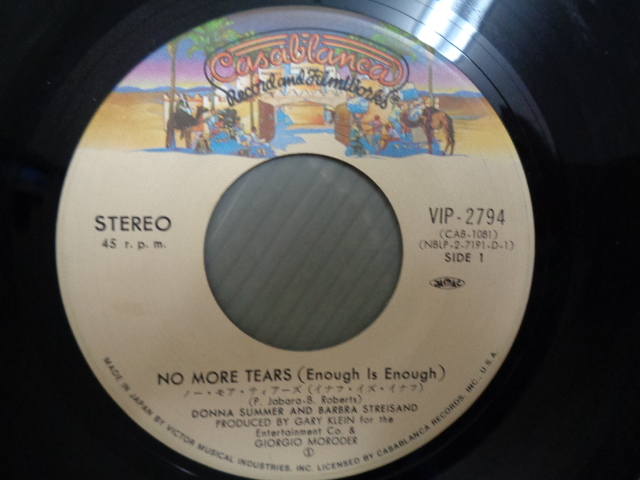 Casablanca
Record and FilmWorks
STEREO
45 r. p. m.
VIP-2794
(CAB-1081)
(NBLP-2-7191-D-1)
SIDE 1
NO MORE TEARS (Enough Is Enough)
ノー・モア・ティアーズ(イナフ・イズ・イナフ)
(P. Jabara-B. Roberts)
DONNA SUMMER AND BARBRA STREISAND
PRODUCED BY GARY KLEIN for the
Entertainment Co. &
GIORGIO MORODER
MADE IN JAPAN BY VICTOR MUSICAL INDUSTRIES, INC. LICENSED BY CASABLANCA RECORDS, INC., U.S.A.